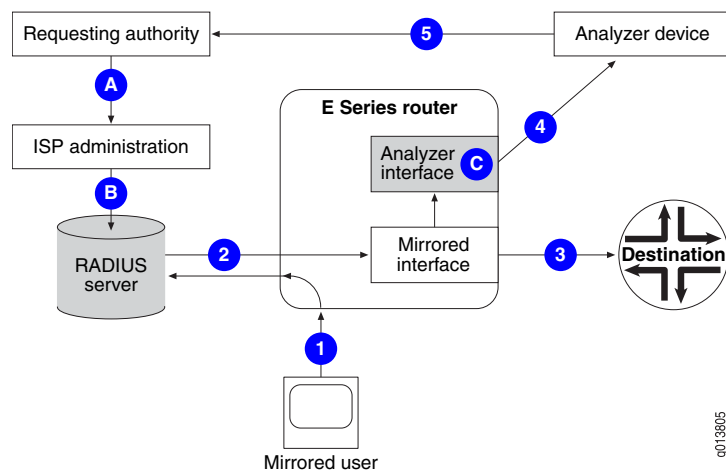 Requesting authority
5
Analyzer device
A
E Series router
4
ISP administration
Analyzer
interface
C
B
RADIUS
server
2
Mirrored
interface
3
Destination
1
Mirrored user
g013805